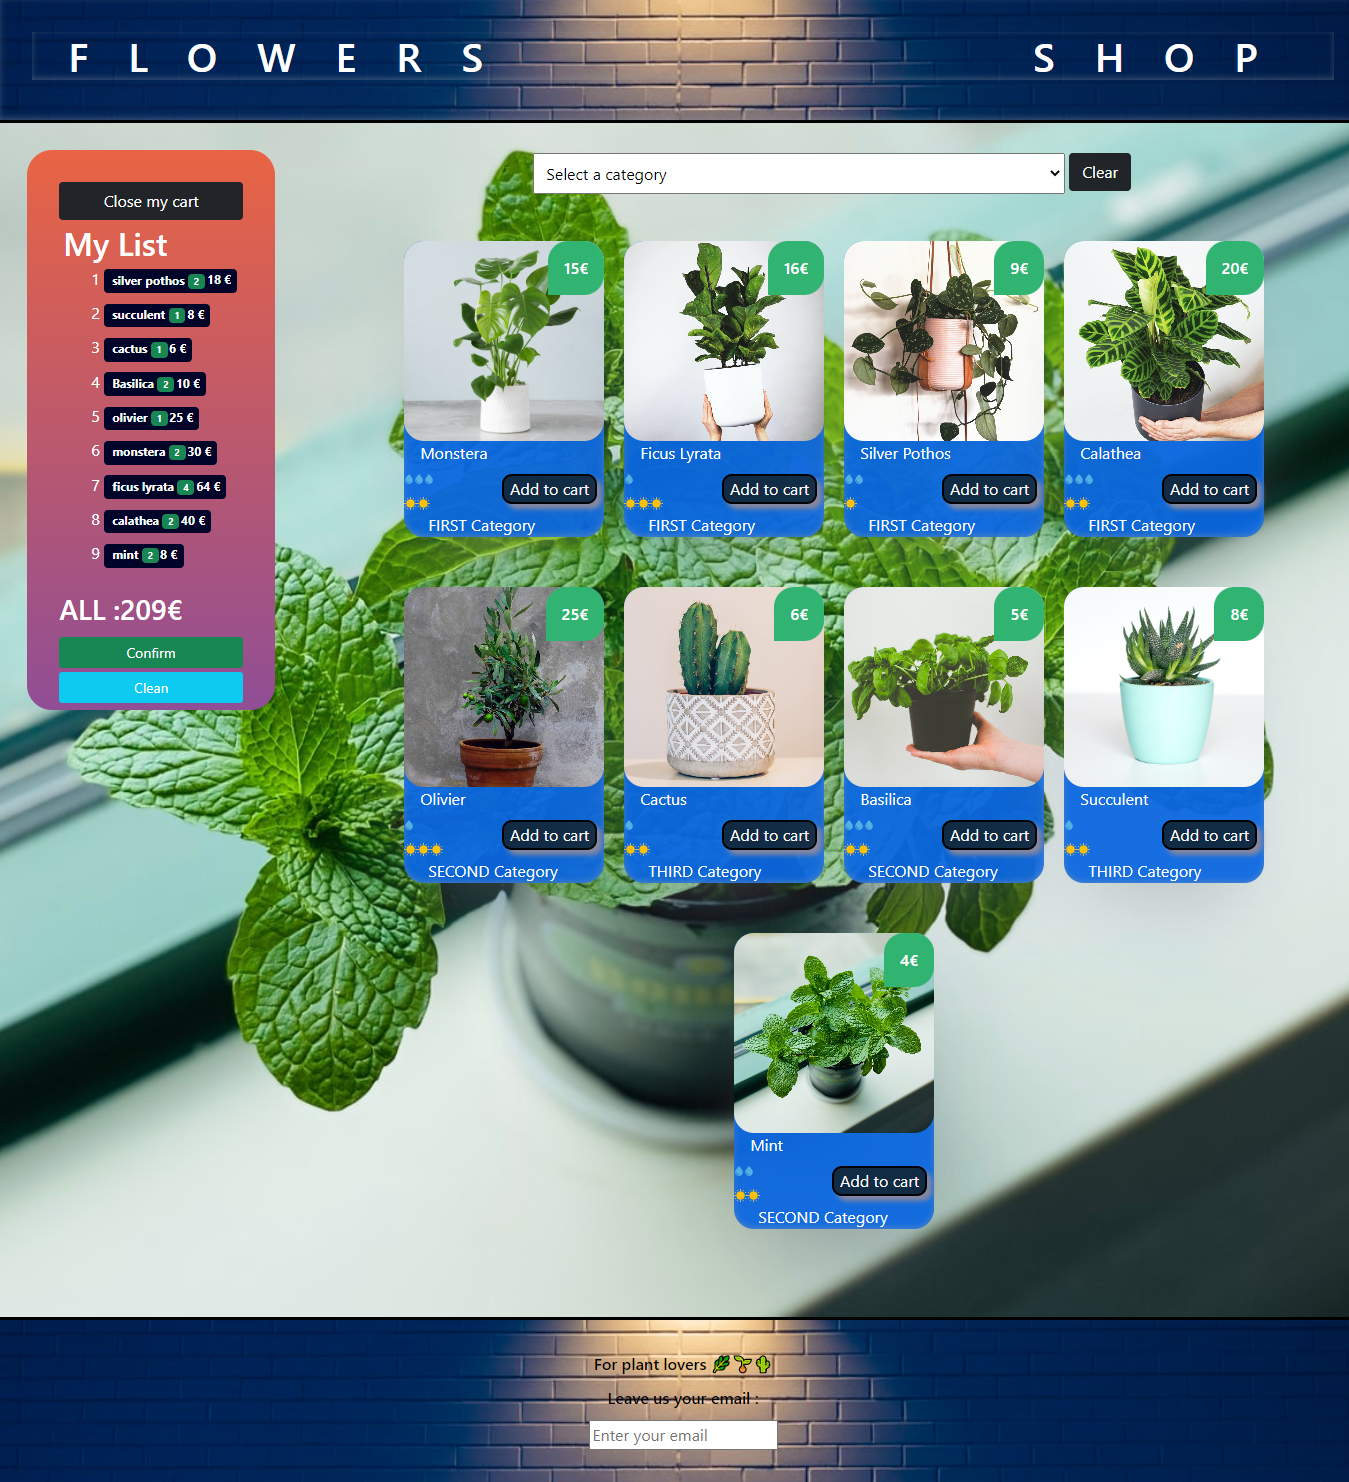 FLOWERS SHOP
Close my cart
My List
1 silver pothos 2 18 €
2 succulent 1 8 €
3 cactus 1 6 €
4 Basilica 2 10 €
5 olivier 1 25 €
6 monstera 2 30 €
7 ficus lyrata 4 64 €
8 calathea 2 40 €
9 mint 2 8 €
ALL :209€
Confirm
Clean
Select a category
Clear
15€
Monstera
Add to cart
FIRST Category
16€
Ficus Lyrata
Add to cart
FIRST Category
9€
Silver Pothos
Add to cart
FIRST Category
20€
Calathea
Add to cart
FIRST Category
25€
Olivier
Add to cart
SECOND Category
6€
Cactus
Add to cart
THIRD Category
5€
Basilica
Add to cart
SECOND Category
8€
Succulent
Add to cart
THIRD Category
4€
Mint
Add to cart
SECOND Category
For plant lovers 🌿🌱🌵
Leave us your email :
Enter your email